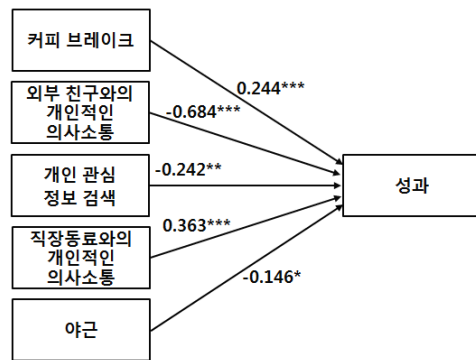 커피 브레이크
0.244***
외부 친구와의
개인적인
의사소통
-0.684***
개인 관심
정보 검색
-0.242**
성과
직장동료와의
개인적인
의사소통
0.363***
야근
-0.146*